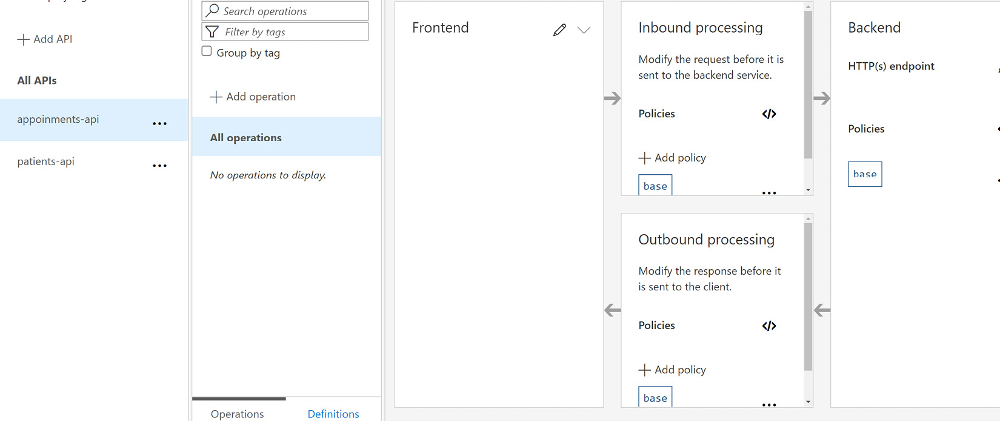 Add API
All APIs
appoinments-api
patients-api
Search operations
Filter by tags
Group by tag
Add operation
All operations
No operations to display.
Operations
Definitions
Frontend
Inbound processing
Modify the request before it is
sent to the backend service.
Policies
</>
Add policy
base
Outbound processing
Modify the response before it
is sent to the client.
Policies
</>
Add policy
base
Backend
HTTP(s) endpoint
Policies
base